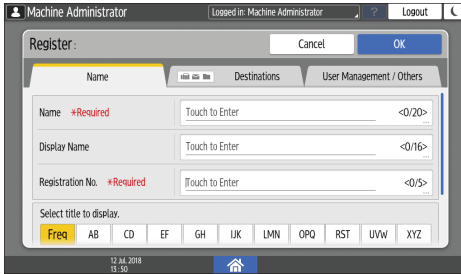 Machine Administrator Logged in: Machine Administrator ? Logout
Register : Cancel OK
Name Destinations User Management / Others
Name *Required Touch to Enter <0/20>
...
Display Name Touch to Enter <0/16>
...
Registration No. *Required Touch to Enter <0/5>
...
Select title to display.
Freq AB CD EF GH IJK LMN OPQ RST UVW XYZ
12 Jul. 2018
13 : 50